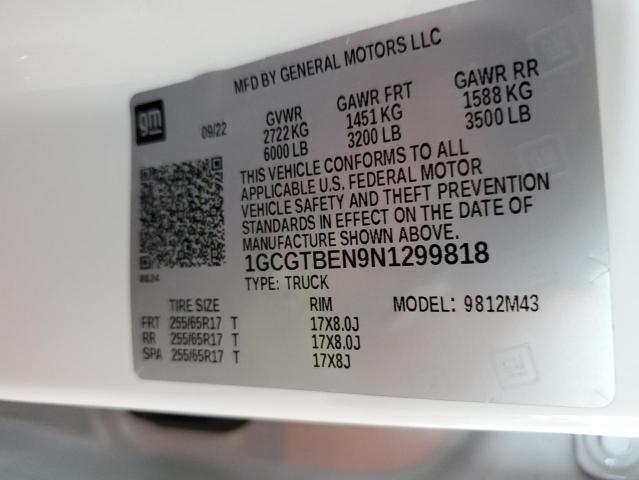 MFD BY GENERAL MOTORS LLC
gm
09/22
GVWR GAWR FRT GAWR RR
2722 KG 1451 KG 1588 KG
6000 LB 3200 LB 3500 LB
THIS VEHICLE CONFORMS TO ALL
APPLICABLE U.S. FEDERAL MOTOR
VEHICLE SAFETY AND THEFT PREVENTION
STANDARDS IN EFFECT ON THE DATE OF
MANUFACTURE SHOWN ABOVE.
1GCGTBEN9N1299818
8624
TYPE: TRUCK
TIRE SIZE RIM MODEL: 9812M43
FRT 255/65R17 T 17X8.0J
RR 255/65R17 T 17X8.0J
SPA 255/65R17 T 17X8J